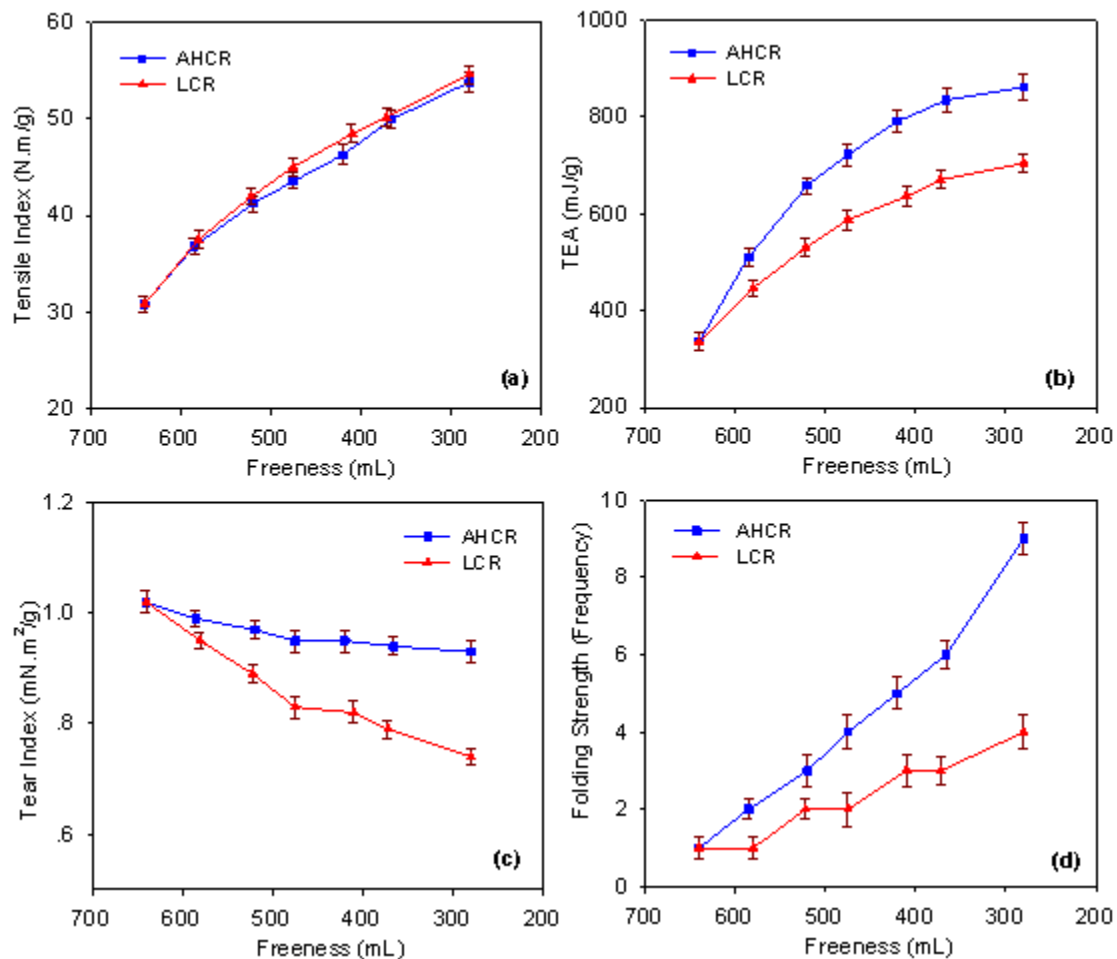 60
50
40
30
20
Tensile Index (N.m/g)
AHCR
LCR
(a)
700 600 500 400 300 200
Freeness (mL)
1000
800
600
400
200
TEA (mJ/g)
AHCR
LCR
(b)
700 600 500 400 300 200
Freeness (mL)
1.2
1.0
.8
.6
Tear Index (mN.m²/g)
AHCR
LCR
(c)
700 600 500 400 300 200
Freeness (mL)
10
8
6
4
2
0
Folding Strength (Frequency)
AHCR
LCR
(d)
700 600 500 400 300 200
Freeness (mL)